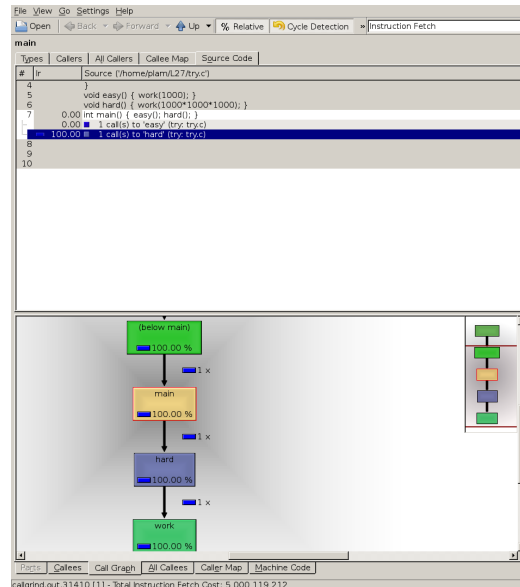 File View Go Settings Help
Open Back Forward Up % Relative Cycle Detection » Instruction Fetch
main
Types Callers All Callers Callee Map Source Code
# Ir Source ('/home/plam/L27/try.c')
4 }
5 void easy() { work(1000); }
6 void hard() { work(1000*1000*1000); }
7 0.00 int main() { easy(); hard(); }
0.00 1 call(s) to 'easy' (try: try.c)
100.00 1 call(s) to 'hard' (try: try.c)
8
9
10
(below main)
100.00 %
1 x
main
100.00 %
1 x
hard
100.00 %
1 x
work
100.00 %
Parts Callees Call Graph All Callees Caller Map Machine Code
callgrind.out.31410 [1] - Total Instruction Fetch Cost: 5 000 119 212